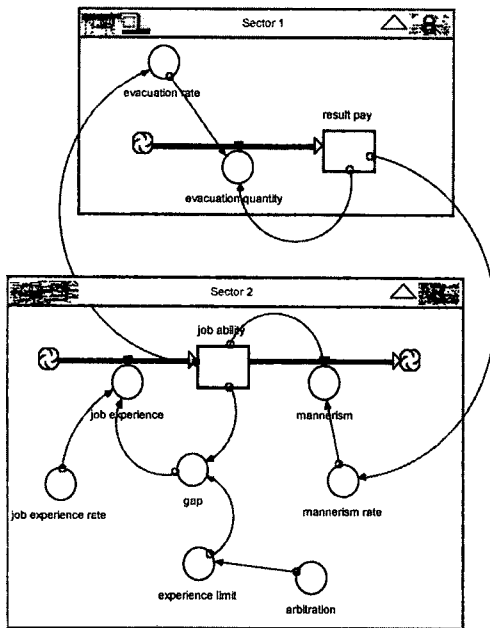 Sector 1
evacuation rate
result pay
evacuation quantity
Sector 2
job ability
job experience
mannerism
job experience rate
gap
mannerism rate
experience limit
arbitration